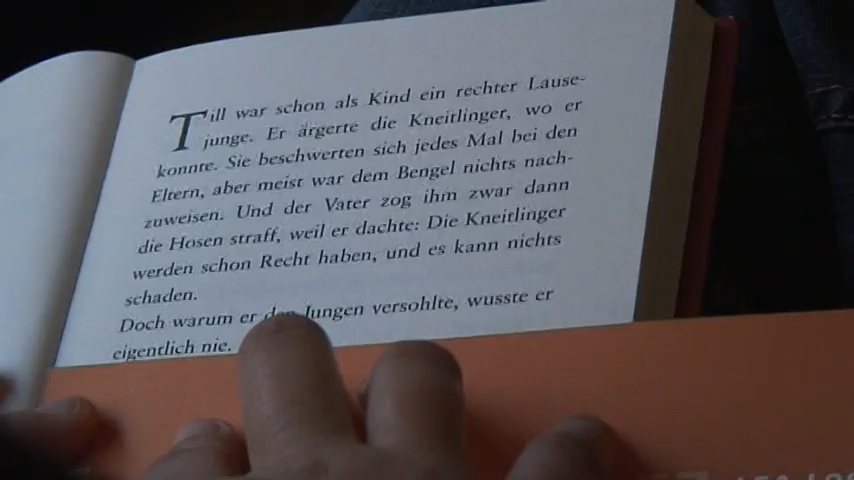 Till war schon als Kind ein rechter Lause-
junge. Er ärgerte die Kneitlinger, wo er
konnte. Sie beschwerten sich jedes Mal bei den
Eltern, aber meist war dem Bengel nichts nach-
zuweisen. Und der Vater zog ihm zwar dann
die Hosen straff, weil er dachte: Die Kneitlinger
werden schon Recht haben, und es kann nichts
schaden.
Doch warum er den Jungen versohlte, wusste er
eigentlich nie.